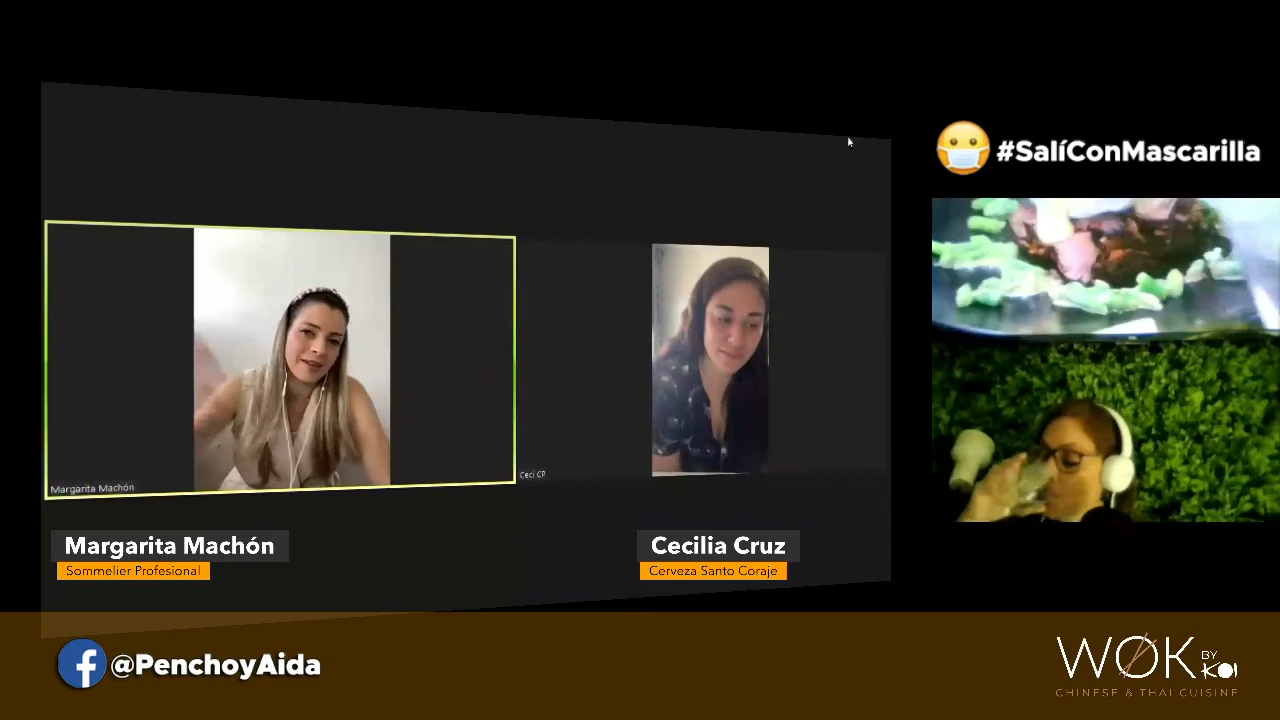 #SalíConMascarilla
Margarita Machón
Ceci CP
Margarita Machón
Sommelier Profesional
Cecilia Cruz
Cerveza Santo Coraje
@PenchoyAida
WOK BY KOI
CHINESE & THAI CUISINE